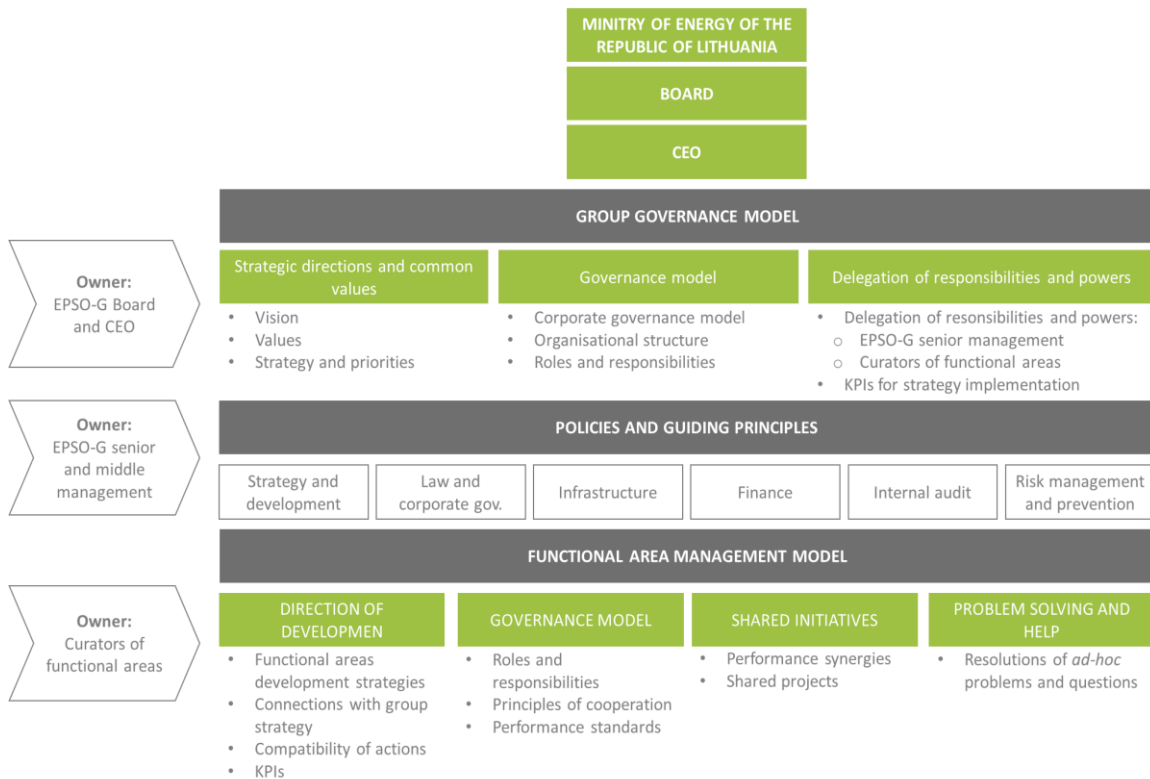 MINITRY OF ENERGY OF THE
REPUBLIC OF LITHUANIA
BOARD
CEO
GROUP GOVERNANCE MODEL
Owner:
EPSO-G Board
and CEO
Strategic directions and common
values
• Vision
• Values
• Strategy and priorities
Governance model
• Corporate governance model
• Organisational structure
• Roles and responsibilities
Delegation of responsibilities and powers
• Delegation of resonsibilities and powers:
o EPSO-G senior management
o Curators of functional areas
• KPIs for strategy implementation
POLICIES AND GUIDING PRINCIPLES
Owner:
EPSO-G senior
and middle
management
Strategy and
development
Law and
corporate gov.
Infrastructure
Finance
Internal audit
Risk management
and prevention
FUNCTIONAL AREA MANAGEMENT MODEL
Owner:
Curators of
functional areas
DIRECTION OF
DEVELOPMEN
• Functional areas
development strategies
• Connections with group
strategy
• Compatibility of actions
• KPIs
GOVERNANCE MODEL
• Roles and
responsibilities
• Principles of cooperation
• Performance standards
SHARED INITIATIVES
• Performance synergies
• Shared projects
PROBLEM SOLVING AND
HELP
• Resolutions of ad-hoc
problems and questions